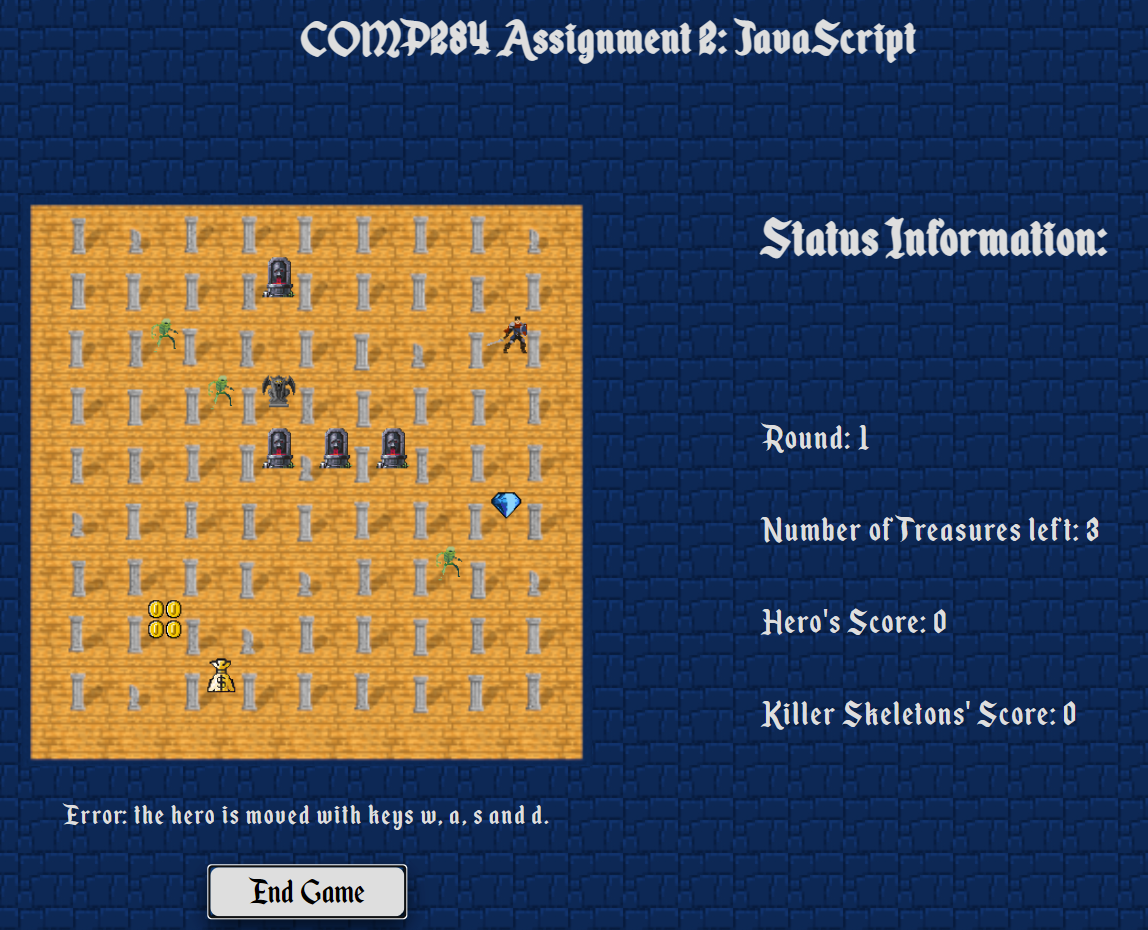 COMP284 Assignment 2: JavaScript
Status Information:
Round: 1
Number of Treasures left: 3
Hero's Score: 0
Killer Skeletons' Score: 0
Error: the hero is moved with keys w, a, s and d.
End Game